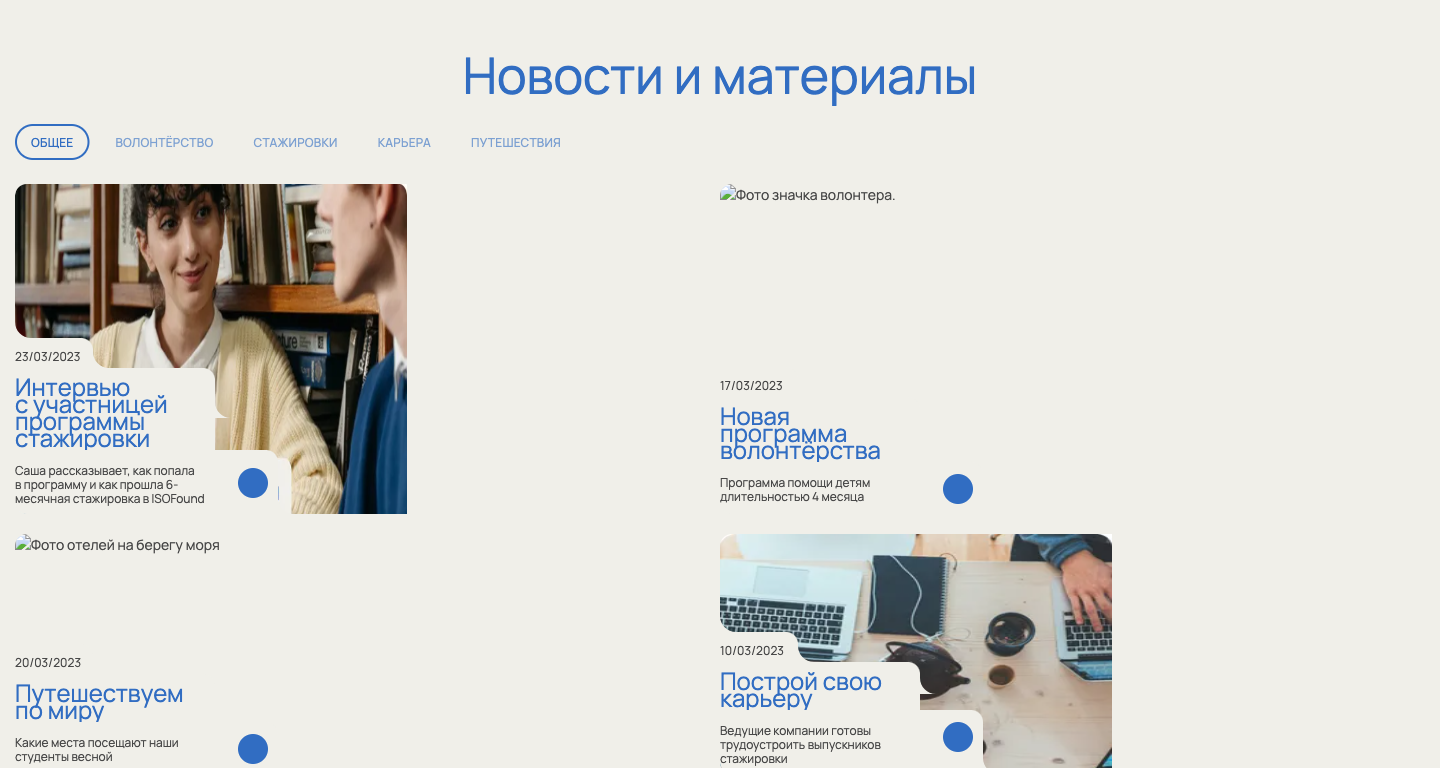 Новости и материалы
ОБЩЕЕ ВОЛОНТЁРСТВО СТАЖИРОВКИ КАРЬЕРА ПУТЕШЕСТВИЯ
23/03/2023
Интервью
с участницей
программы
стажировки
Саша рассказывает, как попала
в программу и как прошла 6-
месячная стажировка в ISOFound
Фото значка волонтера.
17/03/2023
Новая
программа
волонтёрства
Программа помощи детям
длительностью 4 месяца
Фото отелей на берегу моря
20/03/2023
Путешествуем
по миру
Какие места посещают наши
студенты весной
10/03/2023
Построй свою
карьеру
Ведущие компании готовы
трудоустроить выпускников
стажировки